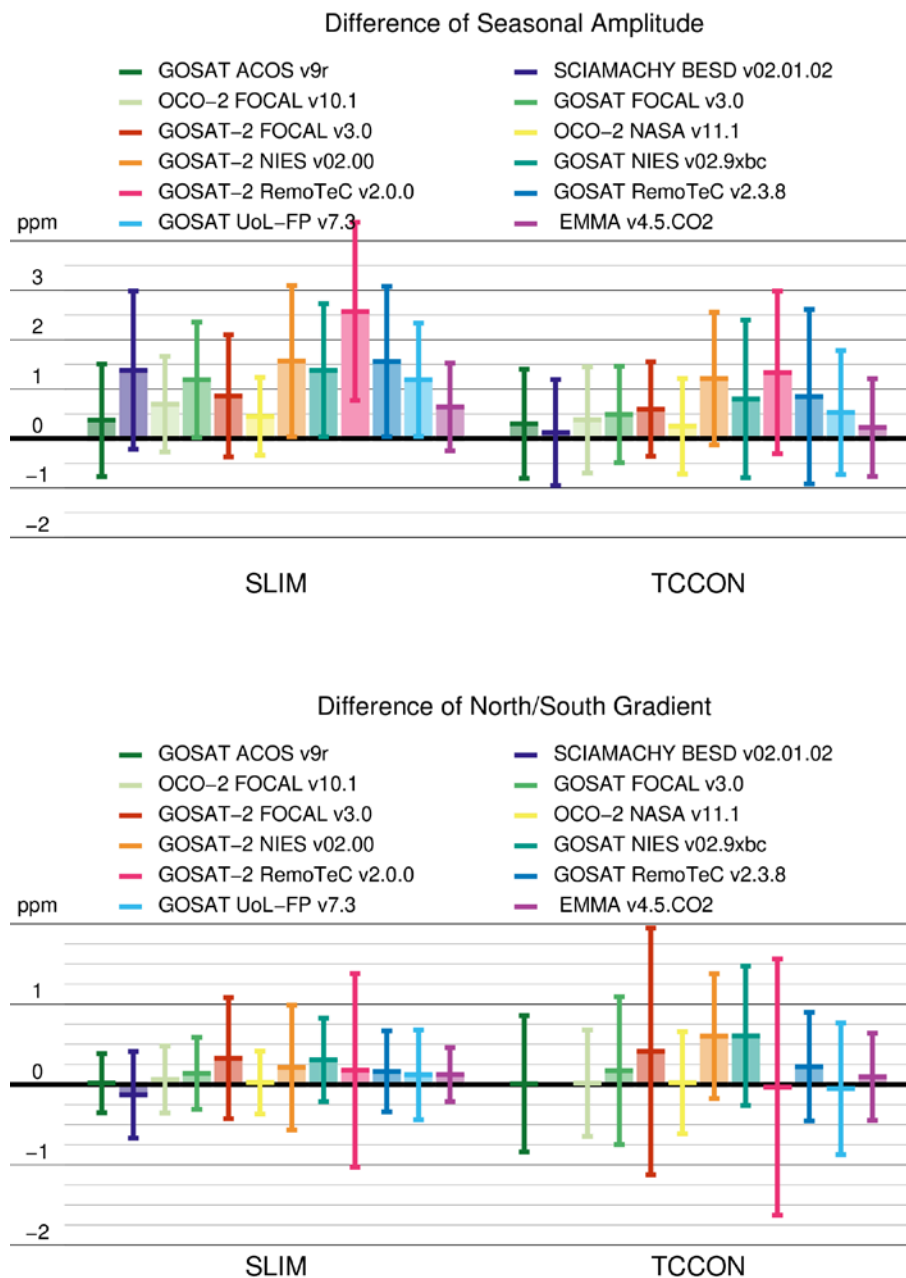 Difference of Seasonal Amplitude
GOSAT ACOS v9r SCIAMACHY BESD v02.01.02
OCO−2 FOCAL v10.1 GOSAT FOCAL v3.0
GOSAT−2 FOCAL v3.0 OCO−2 NASA v11.1
GOSAT−2 NIES v02.00 GOSAT NIES v02.9xbc
GOSAT−2 RemoTeC v2.0.0 GOSAT RemoTeC v2.3.8
GOSAT UoL−FP v7.3 EMMA v4.5.CO2
ppm
3
2
1
0
−1
−2
SLIM TCCON
Difference of North/South Gradient
GOSAT ACOS v9r SCIAMACHY BESD v02.01.02
OCO−2 FOCAL v10.1 GOSAT FOCAL v3.0
GOSAT−2 FOCAL v3.0 OCO−2 NASA v11.1
GOSAT−2 NIES v02.00 GOSAT NIES v02.9xbc
GOSAT−2 RemoTeC v2.0.0 GOSAT RemoTeC v2.3.8
ppm GOSAT UoL−FP v7.3 EMMA v4.5.CO2
1
0
−1
−2
SLIM TCCON